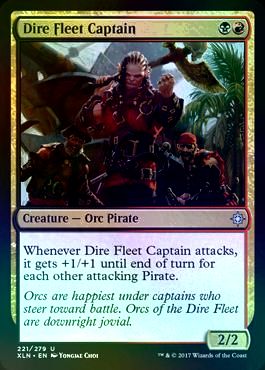 Dire Fleet Captain
Creature — Orc Pirate
Whenever Dire Fleet Captain attacks,
it gets +1/+1 until end of turn for
each other attacking Pirate.
Orcs are happiest under captains who
steer toward battle. Orcs of the Dire Fleet
are downright jovial.
2/2
221/279 U
XLN • EN YONGJAE CHOI
™ & © 2017 Wizards of the Coast